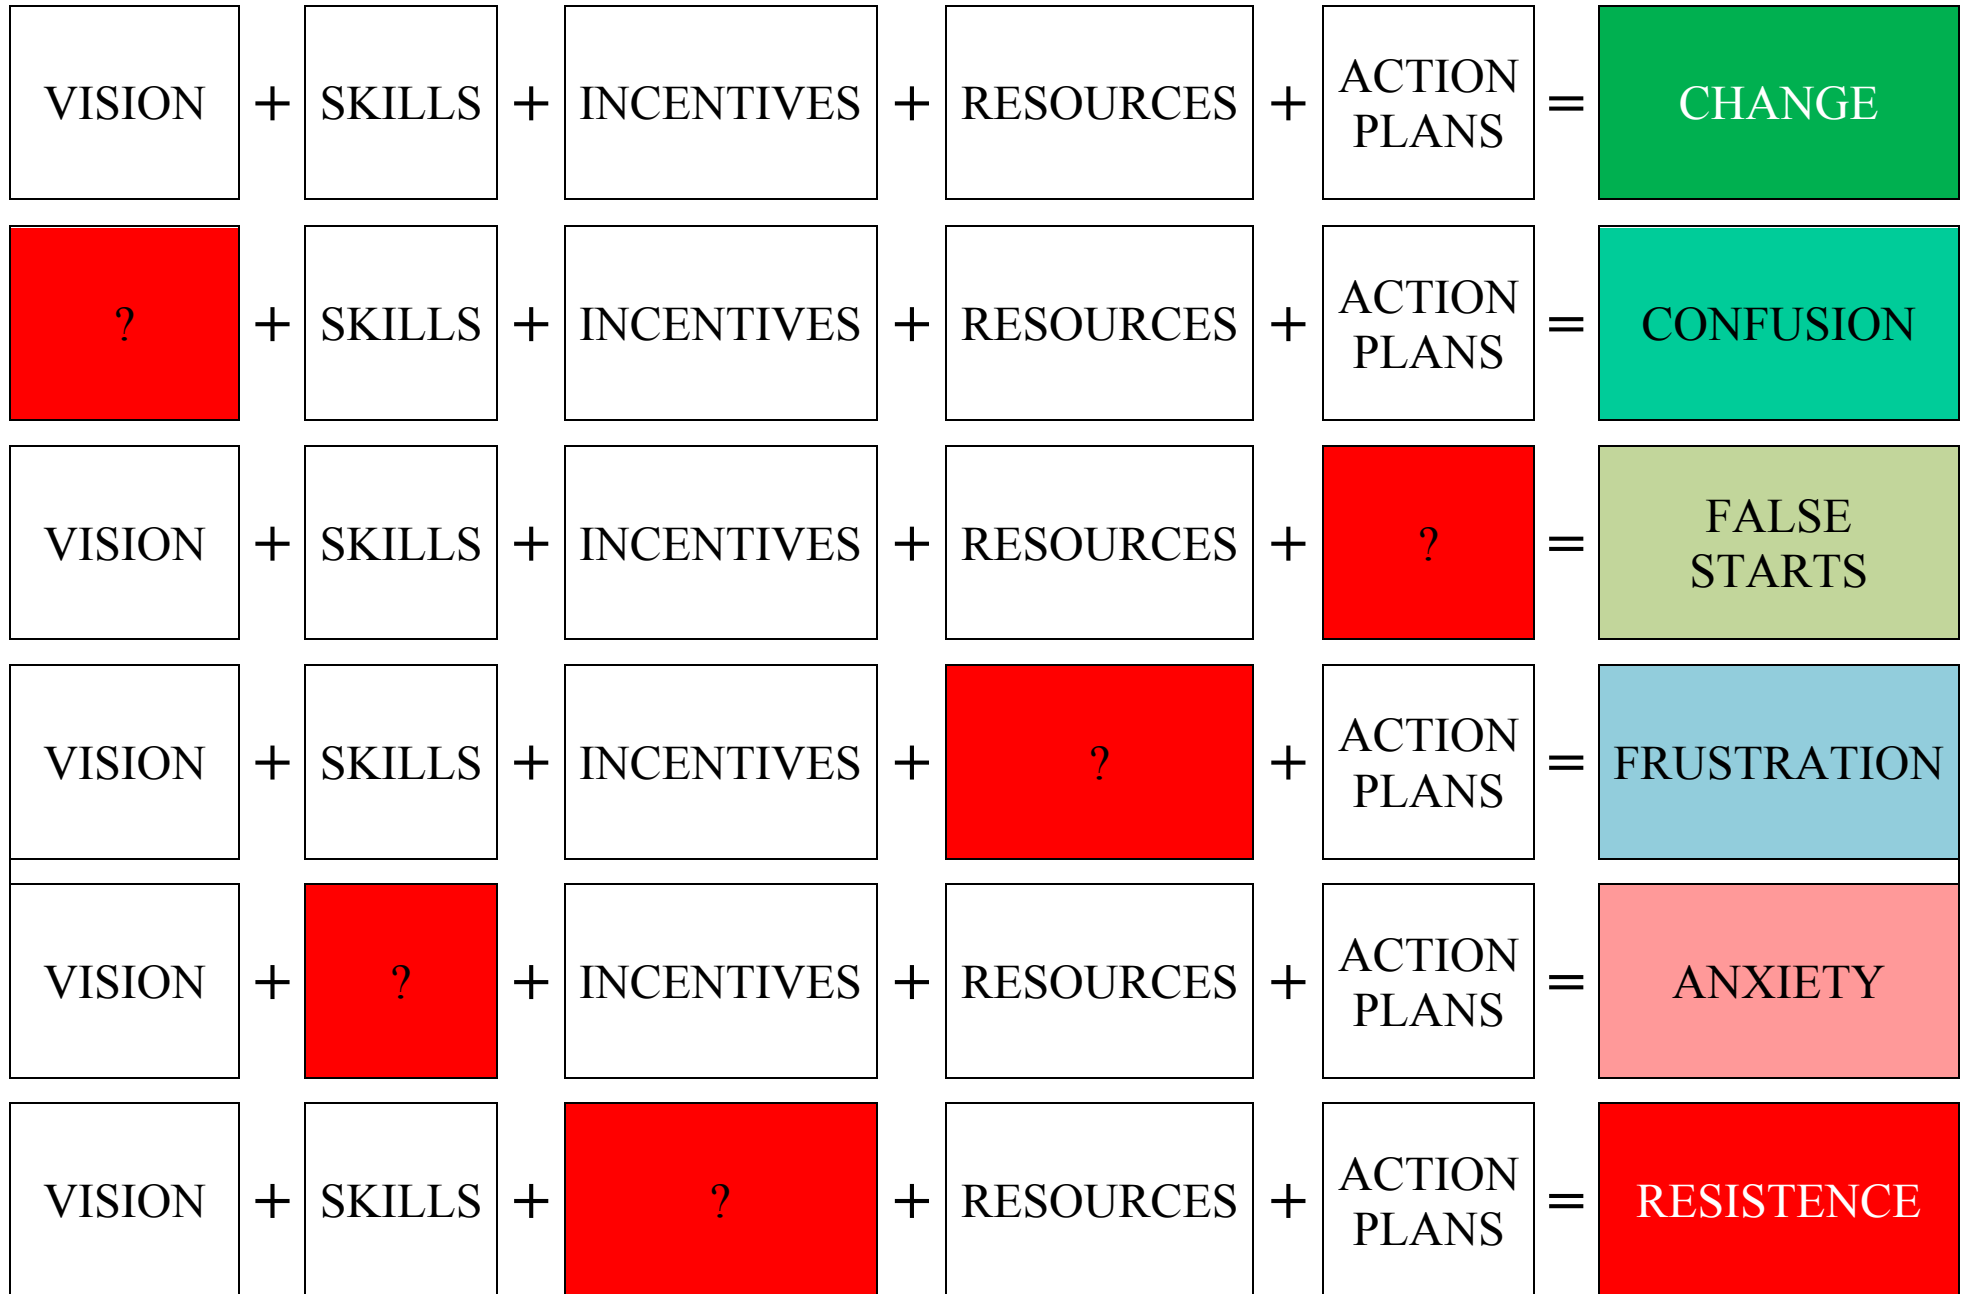 VISION + SKILLS + INCENTIVES + RESOURCES + ACTION PLANS = CHANGE
? + SKILLS + INCENTIVES + RESOURCES + ACTION PLANS = CONFUSION
VISION + SKILLS + INCENTIVES + RESOURCES + ? = FALSE STARTS
VISION + SKILLS + INCENTIVES + ? + ACTION PLANS = FRUSTRATION
VISION + ? + INCENTIVES + RESOURCES + ACTION PLANS = ANXIETY
VISION + SKILLS + ? + RESOURCES + ACTION PLANS = RESISTENCE